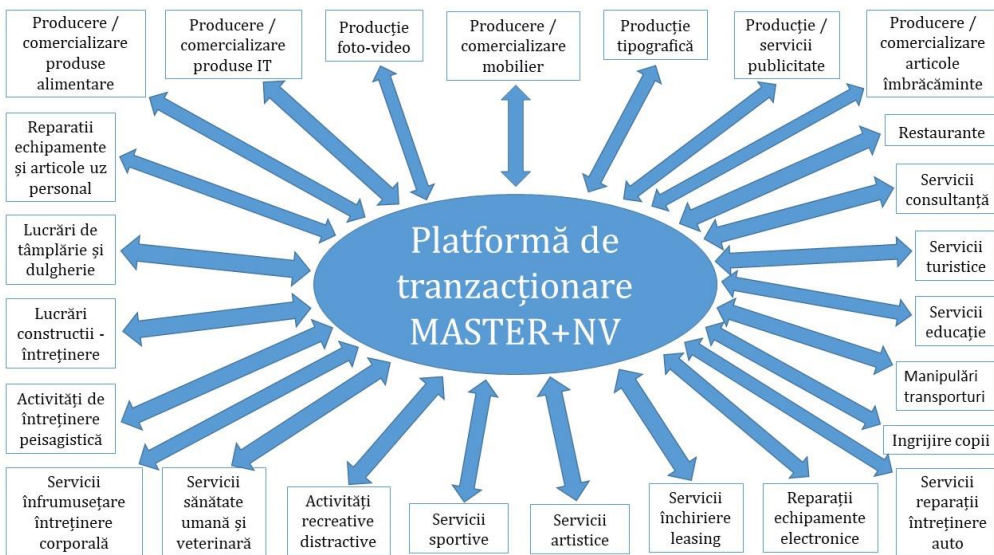 Producere /
comercializare
produse
alimentare
Producere /
comercializare
produse IT
Producție
foto-video
Producere /
comercializare
mobilier
Producție
tipografică
Producție /
servicii
publicitate
Producere /
comercializare
articole
îmbrăcăminte
Reparatii
echipamente
și articole uz
personal
Restaurante
Servicii
consultanță
Lucrări de
tâmplărie și
dulgherie
Platformă de
tranzacționare
MASTER+NV
Servicii
turistice
Lucrări
constructii -
întreținere
Servicii
educație
Activități de
întreținere
peisagistică
Manipulări
transporturi
Ingrijire copii
Servicii
înfrumusețare
întreținere
corporală
Servicii
sănătate
umană și
veterinară
Activități
recreative
distractive
Servicii
sportive
Servicii
artistice
Servicii
închiriere
leasing
Reparații
echipamente
electronice
Servicii
reparații
întreținere
auto